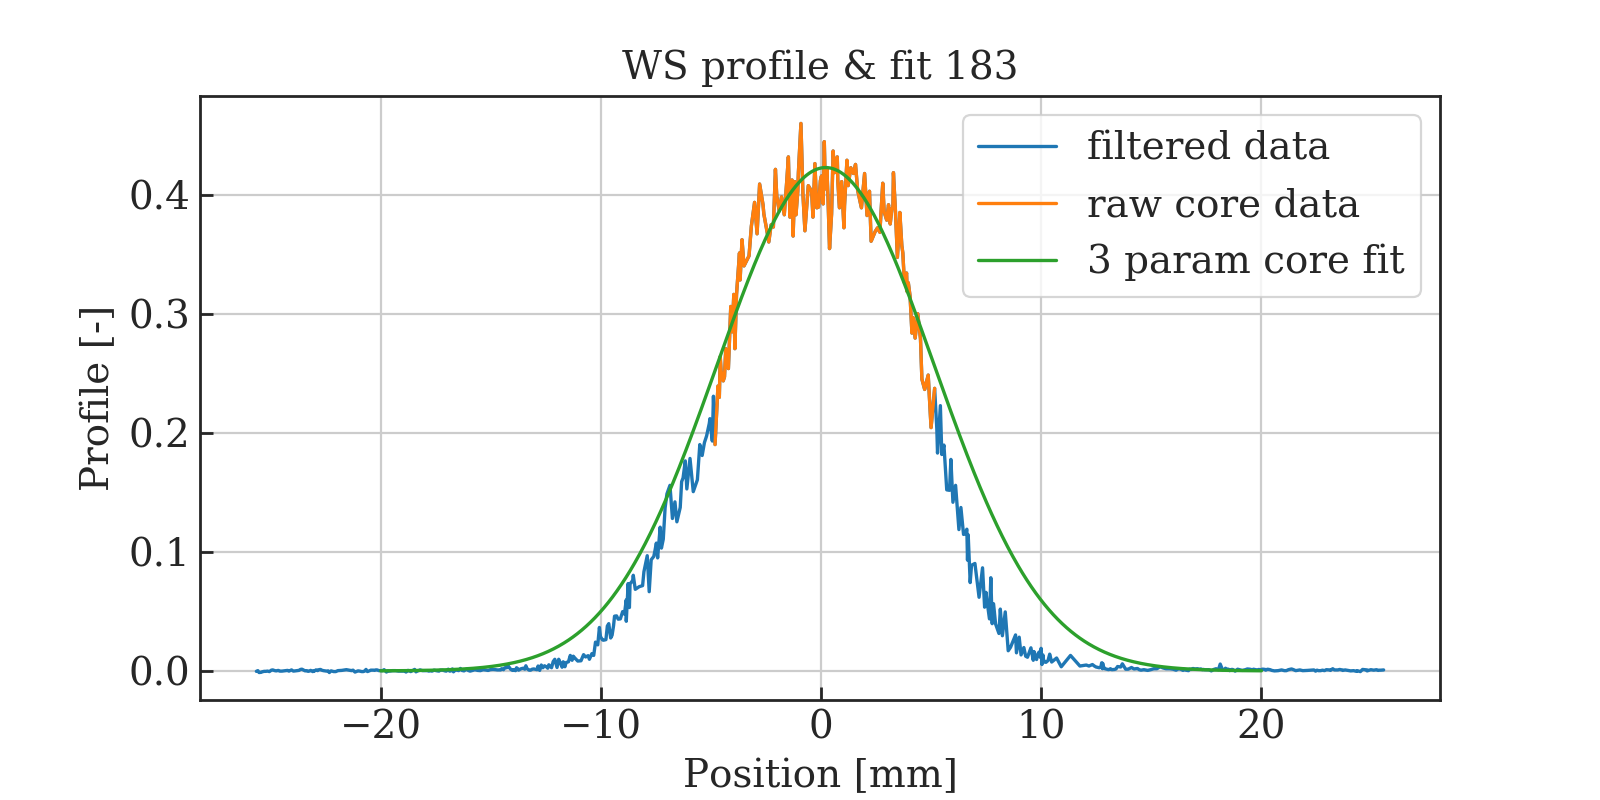 WS profile & fit 183
filtered data
raw core data
3 param core fit
Profile [-]
0.4
0.3
0.2
0.1
0.0
−20 −10 0 10 20
Position [mm]